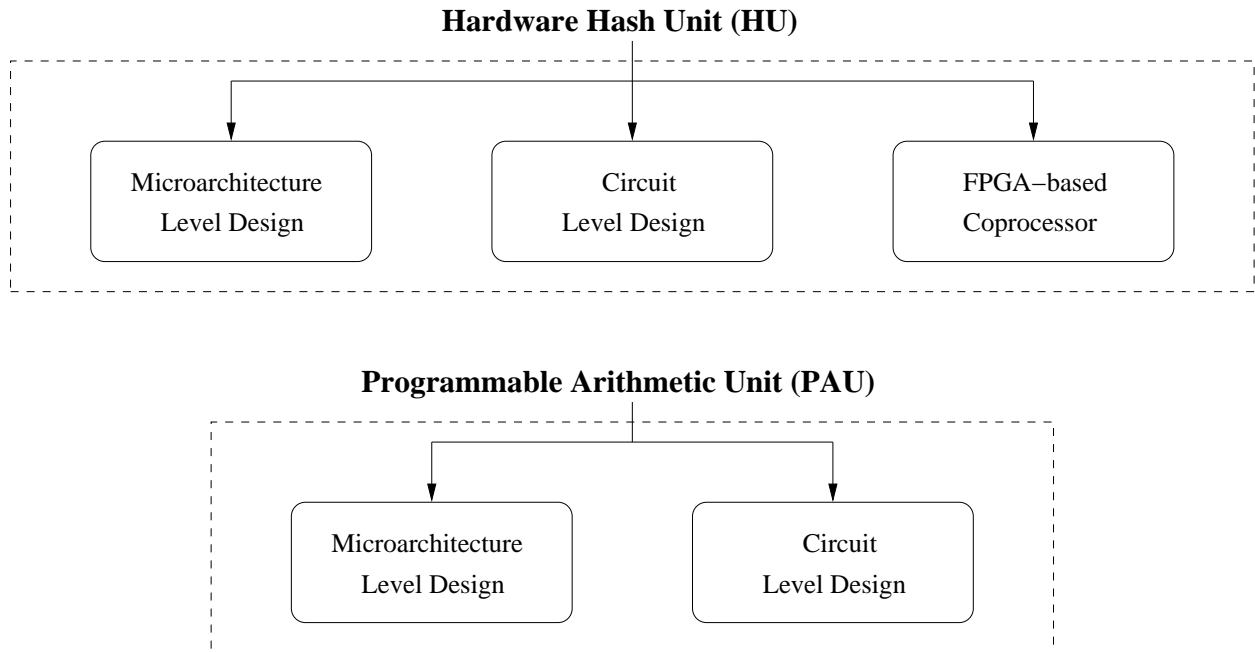 Hardware Hash Unit (HU)
Microarchitecture
Level Design
Circuit
Level Design
FPGA−based
Coprocessor
Programmable Arithmetic Unit (PAU)
Microarchitecture
Level Design
Circuit
Level Design